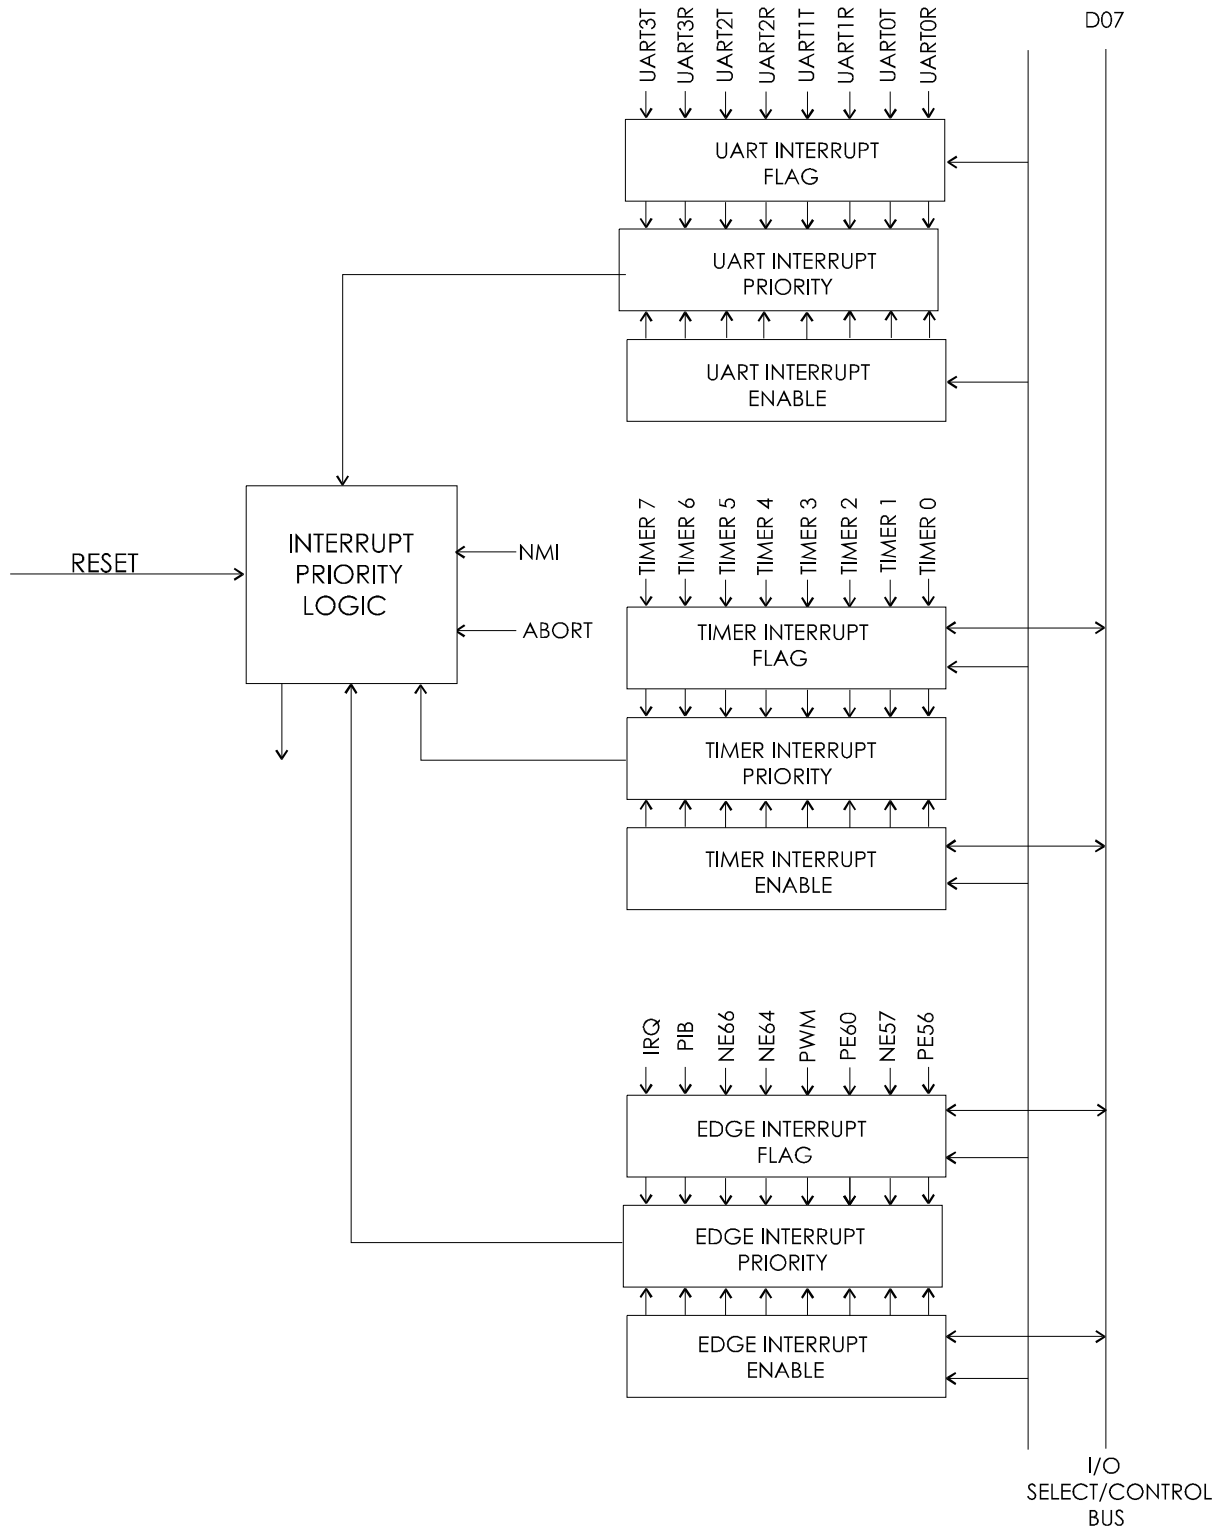 D07
UART3T
UART3R
UART2T
UART2R
UART1T
UART1R
UART0T
UART0R
UART INTERRUPT
FLAG
UART INTERRUPT
PRIORITY
UART INTERRUPT
ENABLE
RESET
INTERRUPT
PRIORITY
LOGIC
NMI
ABORT
TIMER 7
TIMER 6
TIMER 5
TIMER 4
TIMER 3
TIMER 2
TIMER 1
TIMER 0
TIMER INTERRUPT
FLAG
TIMER INTERRUPT
PRIORITY
TIMER INTERRUPT
ENABLE
IRQ
PIB
NE66
NE64
PWM
PE60
NE57
PE56
EDGE INTERRUPT
FLAG
EDGE INTERRUPT
PRIORITY
EDGE INTERRUPT
ENABLE
I/O
SELECT/CONTROL
BUS